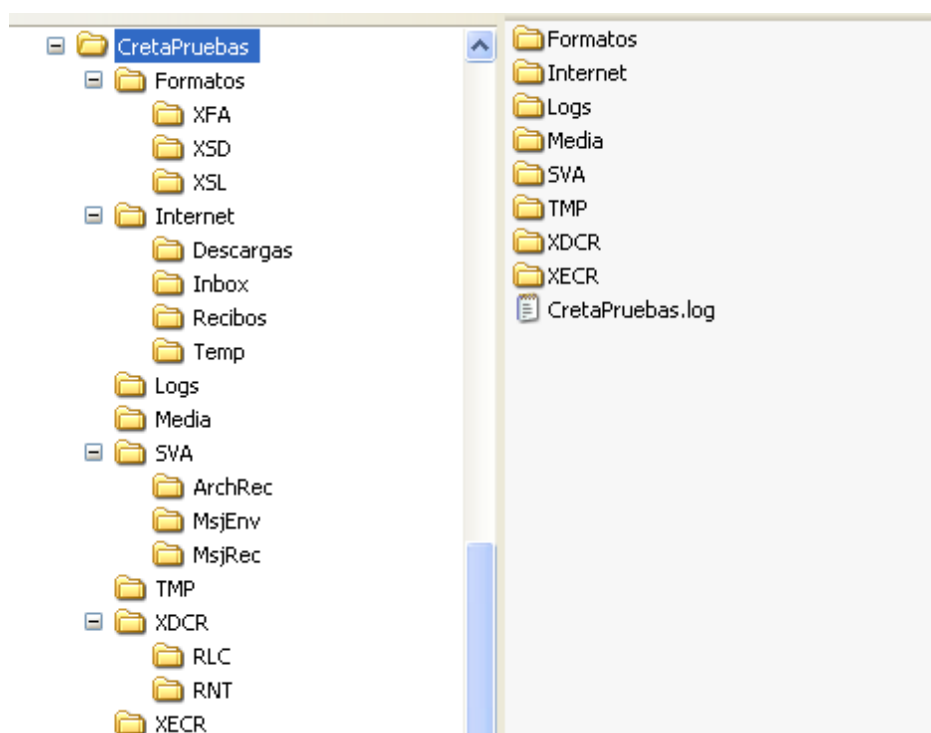 CretaPruebas
Formatos
XFA
XSD
XSL
Internet
Descargas
Inbox
Recibos
Temp
Logs
Media
SVA
ArchRec
MsjEnv
MsjRec
TMP
XDCR
RLC
RNT
XECR
Formatos
Internet
Logs
Media
SVA
TMP
XDCR
XECR
CretaPruebas.log